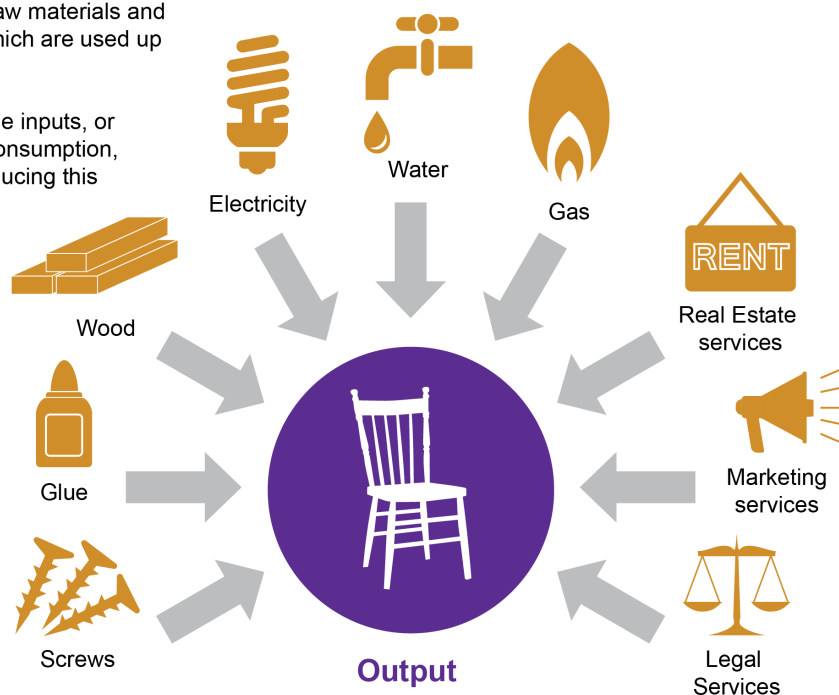 aw materials and
hich are used up
e inputs, or
onsumption,
ucing this
Electricity
Water
Gas
RENT
Real Estate
services
Wood
Glue
Marketing
services
Screws
Legal
Services
Output